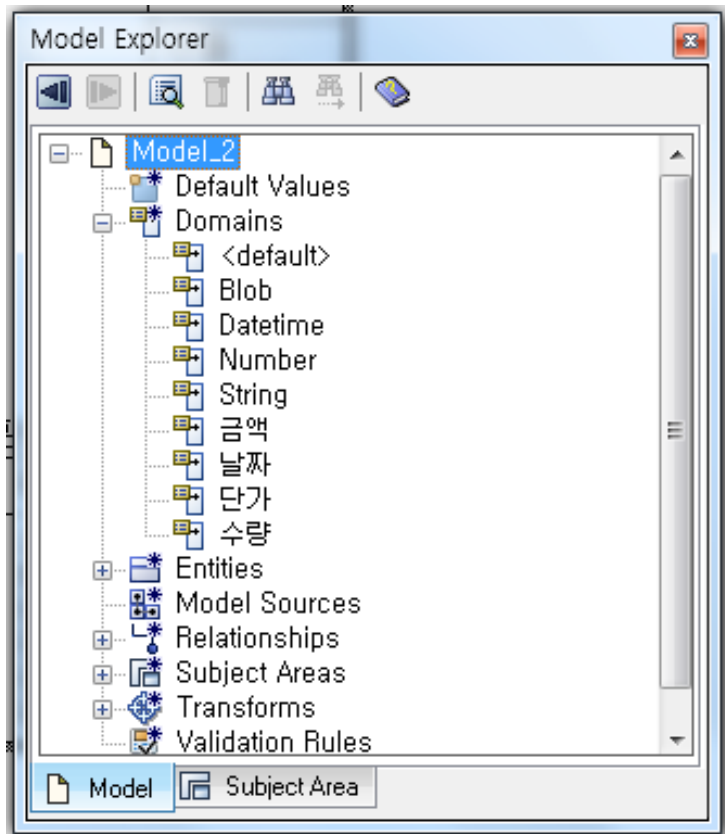 Model Explorer
Model_2
Default Values
Domains
<default>
Blob
Datetime
Number
String
금액
날짜
단가
수량
Entities
Model Sources
Relationships
Subject Areas
Transforms
Validation Rules
Model
Subject Area